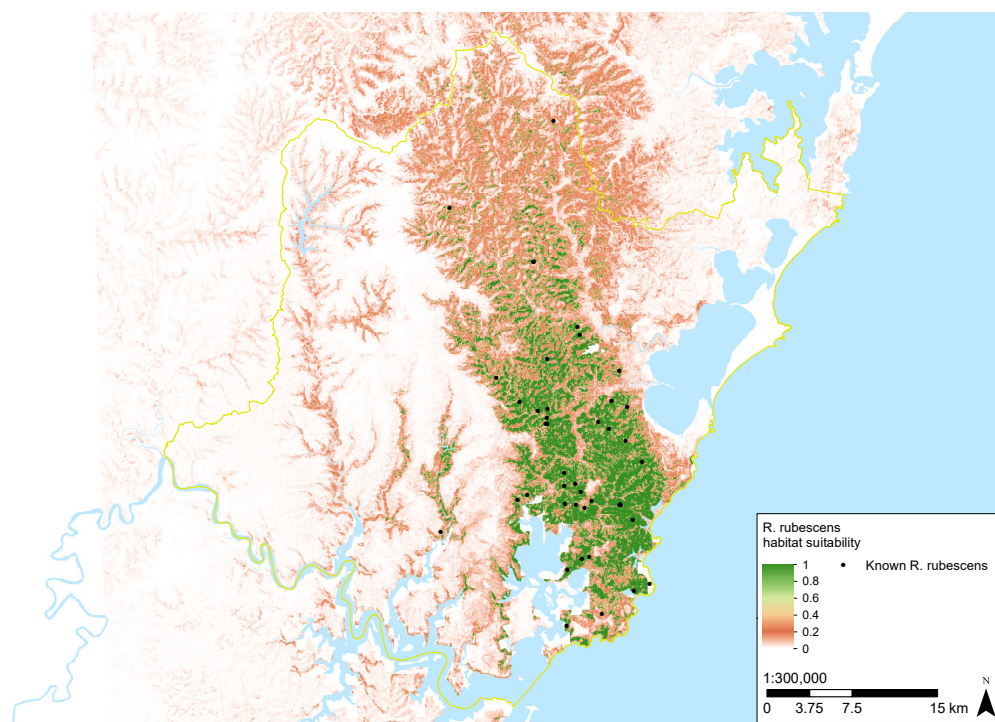 R. rubescens
habitat suitability
1
0.8
0.6
0.4
0.2
0
Known R. rubescens
1:300,000
0 3.75 7.5 15 km
N